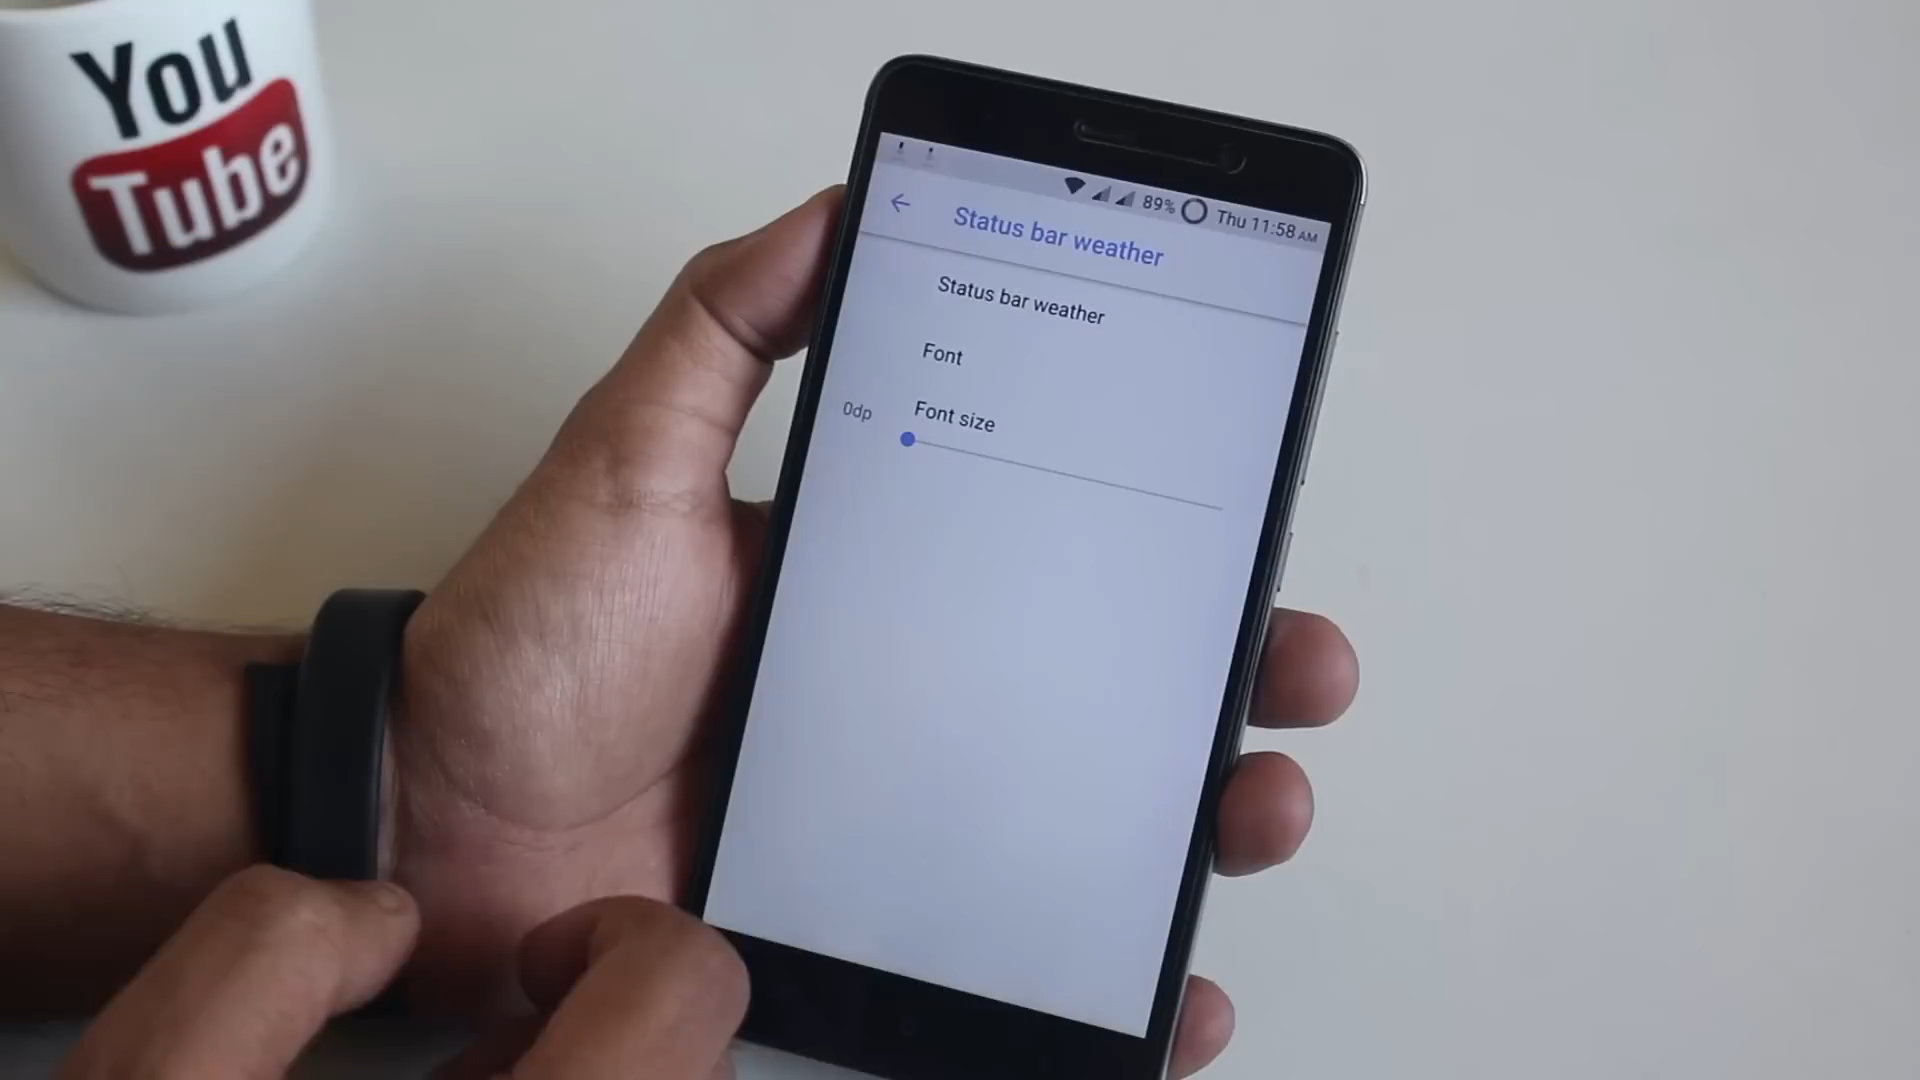 You
Tube
89% Thu 11:58 AM
Status bar weather
Status bar weather
Font
0dp Font size